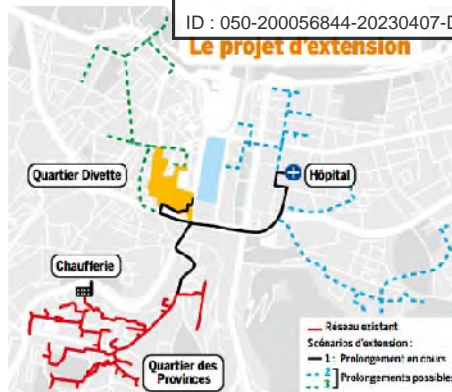 ID : 050-200056844-20230407-D
Le projet d'extension
Quartier Divette
Hôpital
Chaufferie
Quartier des
Provinces
Réseau existant
Scénarios d'extension :
1 : Prolongement en cours
2
3
Prolongements possibles